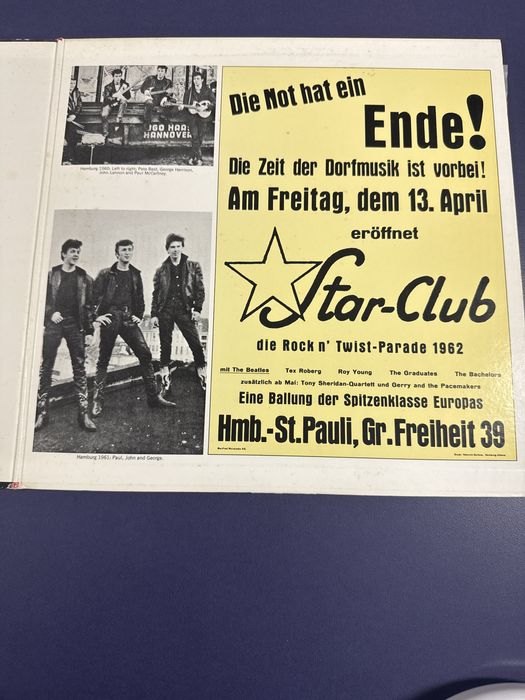 JGO HAA
HANNOVER
Hamburg 1960: Left to right, Pete Best, George Harrison,
John Lennon and Paul McCartney.
Hamburg 1961: Paul, John and George.
Die Not hat ein
Ende!
Die Zeit der Dorfmusik ist vorbei!
Am Freitag, dem 13. April
eröffnet
Star-Club
die Rock n' Twist-Parade 1962
mit The Beatles Tex Roberg Roy Young The Graduates The Bachelors
zusätzlich ab Mai: Tony Sheridan-Quartett und Gerry and the Pacemakers
Eine Ballung der Spitzenklasse Europas
Hmb.-St.Pauli, Gr. Freiheit 39